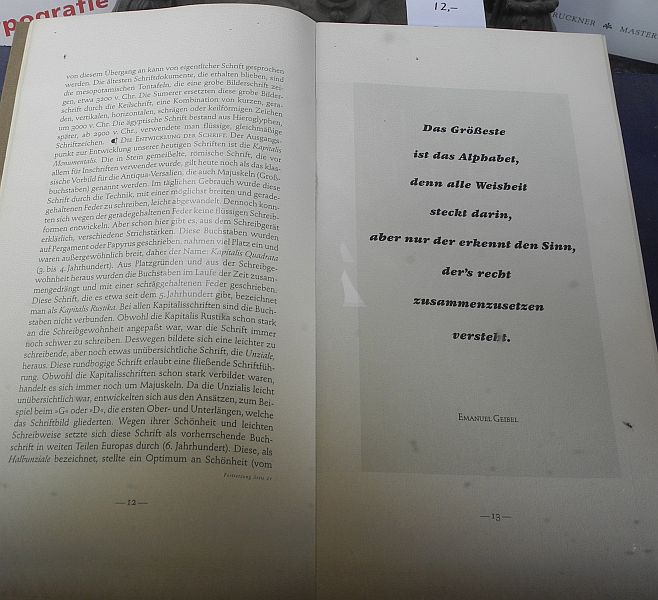 pografie
12,–
RUCKNER MASTER
von diesem Übergang an kann von eigentlicher Schrift gesprochen
werden. Die ältesten Schriftdokumente, die erhalten blieben, sind
die mesopotamischen Tontafeln, die eine grobe Bilderschrift zei-
gen, etwa 3200 v. Chr. Die Sumerer ersetzten diese grobe Bilder-
schrift durch die Keilschrift, eine Kombination von kurzen, gera-
den, vertikalen, horizontalen, schrägen oder keilförmigen Zeichen,
um 3000 v. Chr. Die ägyptische Schrift bestand aus Hieroglyphen,
später, ab 2900 v. Chr., verwendete man flüssige, gleichmäßige
Schriftzeichen. ¶ Die Entwicklung der Schrift. Der Ausgangs-
punkt zur Entwicklung unserer heutigen Schriften ist die Kapitalis
Monumentalis. Die in Stein gemeißelte, römische Schrift, die vor
allem für Inschriften verwendet wurde, gilt heute noch als das klas-
sische Vorbild für die Antiqua-Versalien, die auch Majuskeln (Groß-
buchstaben) genannt werden. Im täglichen Gebrauch wurde diese
Schrift durch die Technik, mit einer möglichst breiten und gerade-
gehaltenen Feder zu schreiben, leicht abgewandelt. Dennoch konn-
ten sich wegen der geradegehaltenen Feder keine flüssigen Schreib-
formen entwickeln. Aber schon hier gibt es, aus dem Schreibgerät
erklärlich, verschiedene Strichstärken. Diese Buchstaben wurden
auf Pergament oder Papyrus geschrieben, nahmen viel Platz ein und
waren außergewöhnlich breit, daher der Name: Kapitalis Quadrata
(3. bis 4. Jahrhundert). Aus Platzgründen und aus der Schreibge-
wohnheit heraus wurden die Buchstaben im Laufe der Zeit zusam-
mengedrängt und mit einer schräggehaltenen Feder geschrieben.
Diese Schrift, die es etwa seit dem 5. Jahrhundert gibt, bezeichnet
man als Kapitalis Rustika. Bei allen Kapitalisschriften sind die Buch-
staben nicht verbunden. Obwohl die Kapitalis Rustika schon stark
an die Schreibgewohnheit angepaßt war, war die Schrift immer
noch schwer zu schreiben. Deswegen bildete sich eine leichter zu
schreibende, aber noch etwas unübersichtliche Schrift, die Unziale,
heraus. Diese rundbogige Schrift erlaubt eine fließende Schriftfüh-
rung. Obwohl die Kapitalisschriften schon stark verbildet waren,
handelt es sich immer noch um Majuskeln. Da die Unzialis leicht
unübersichtlich war, entwickelten sich aus den Ansätzen, zum Bei-
spiel beim »G« oder »D«, die ersten Ober- und Unterlängen, welche
das Schriftbild gliederten. Wegen ihrer Schönheit und leichten
Schreibweise setzte sich diese Schrift als vorherrschende Buch-
schrift in weiten Teilen Europas durch (6. Jahrhundert). Diese, als
Halbunziale bezeichnet, stellte ein Optimum an Schönheit (vom
Fortsetzung Seite 21
— 12 —
Das Größeste
ist das Alphabet,
denn alle Weisheit
steckt darin,
aber nur der erkennt den Sinn,
der's recht
zusammenzusetzen
versteht.
Emanuel Geibel
— 13 —